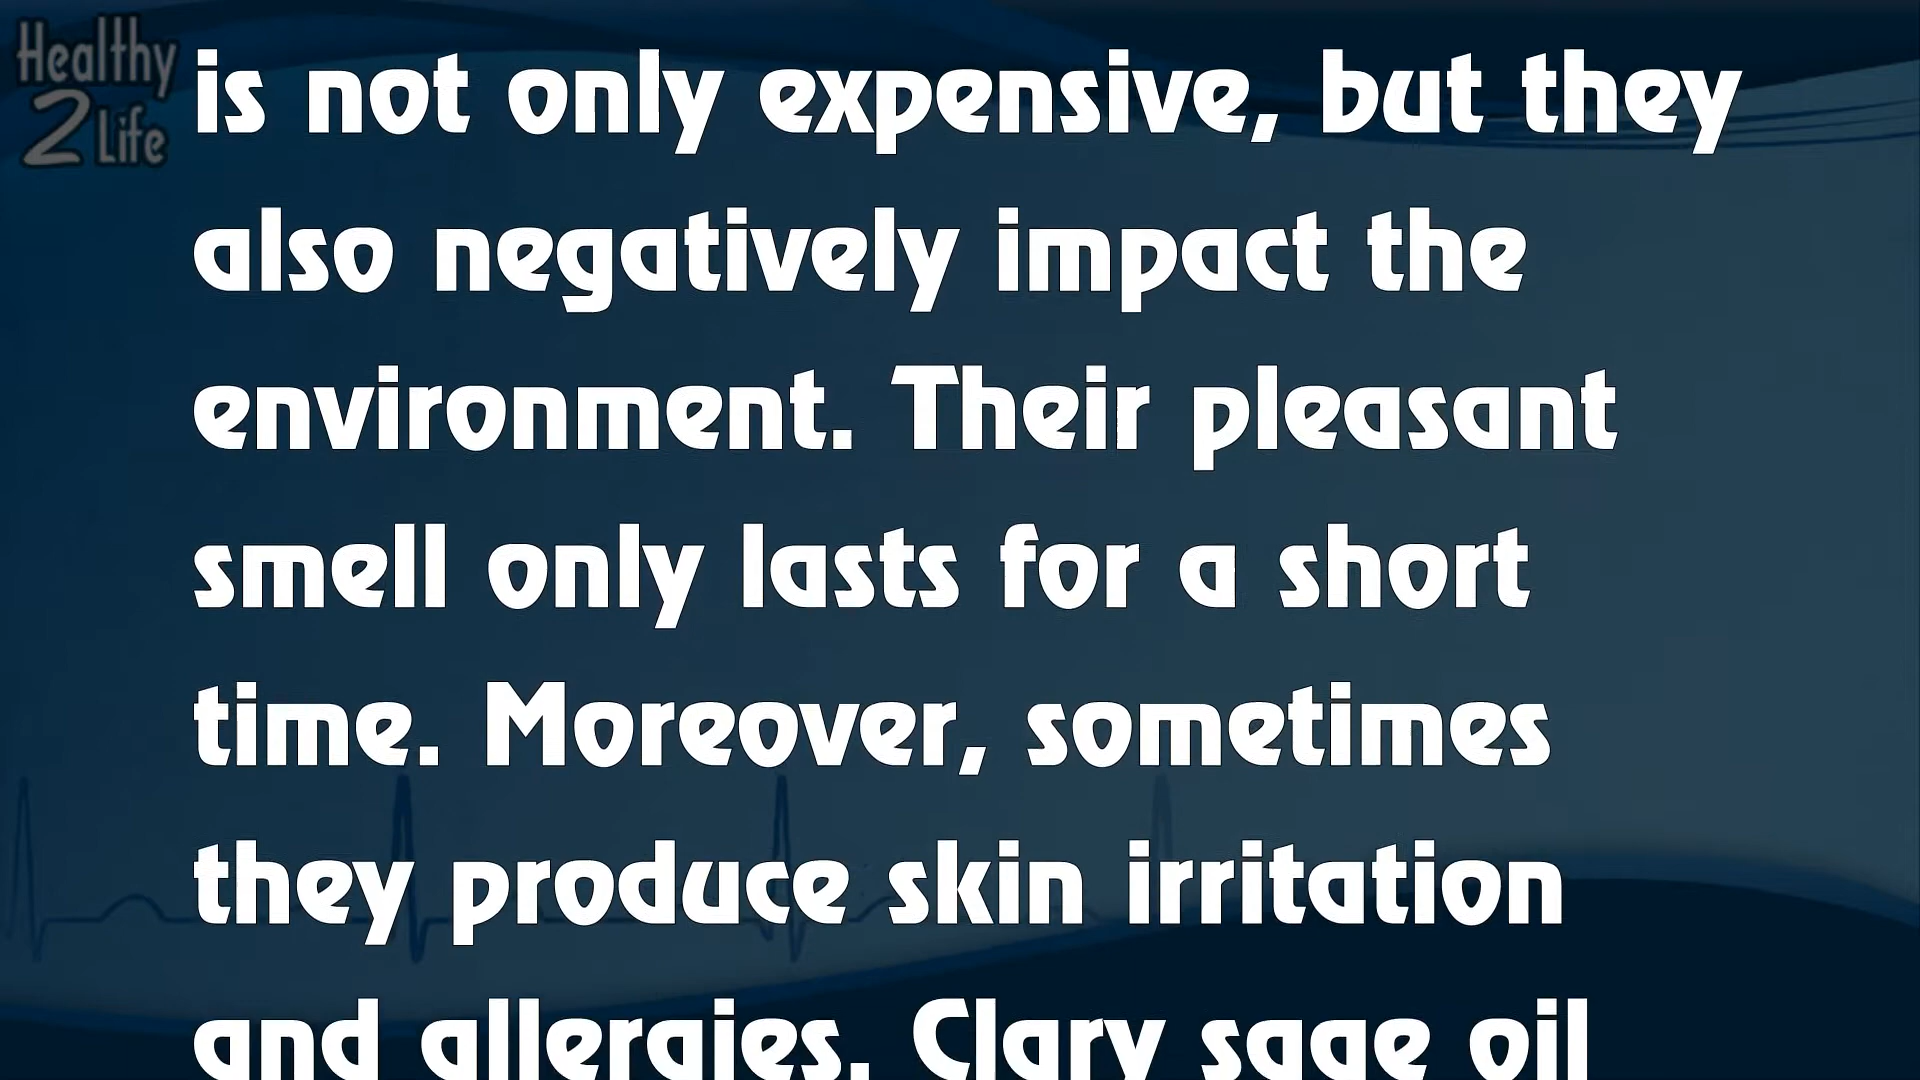 Healthy
2 Life
is not only expensive, but they
also negatively impact the
environment. Their pleasant
smell only lasts for a short
time. Moreover, sometimes
they produce skin irritation
and allergies. Clary sage oil